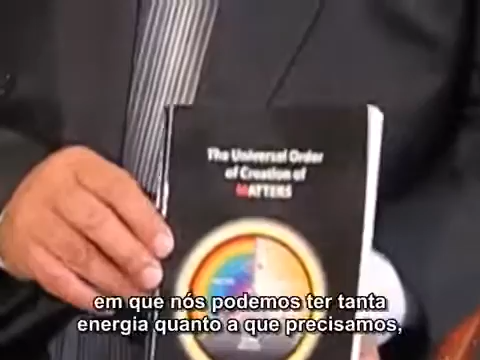 The Universal Order
of Creation of
MATTERS
em que nós podemos ter tanta
energia quanto a que precisamos,